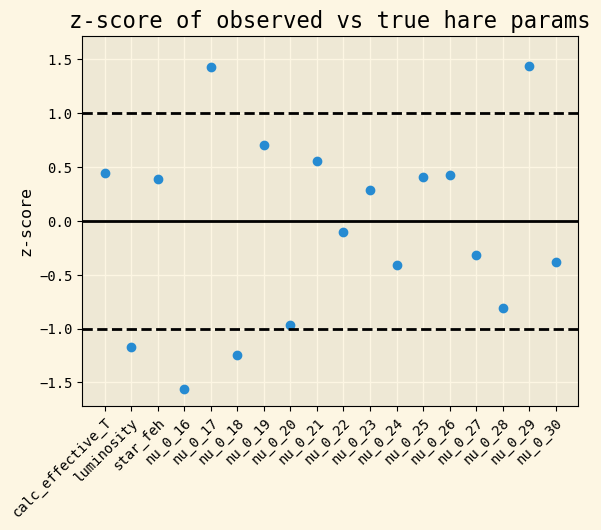 z-score of observed vs true hare params
z-score
1.5
1.0
0.5
0.0
−0.5
−1.0
−1.5
calc_effective_T
luminosity
star_feh
nu_0_16
nu_0_17
nu_0_18
nu_0_19
nu_0_20
nu_0_21
nu_0_22
nu_0_23
nu_0_24
nu_0_25
nu_0_26
nu_0_27
nu_0_28
nu_0_29
nu_0_30